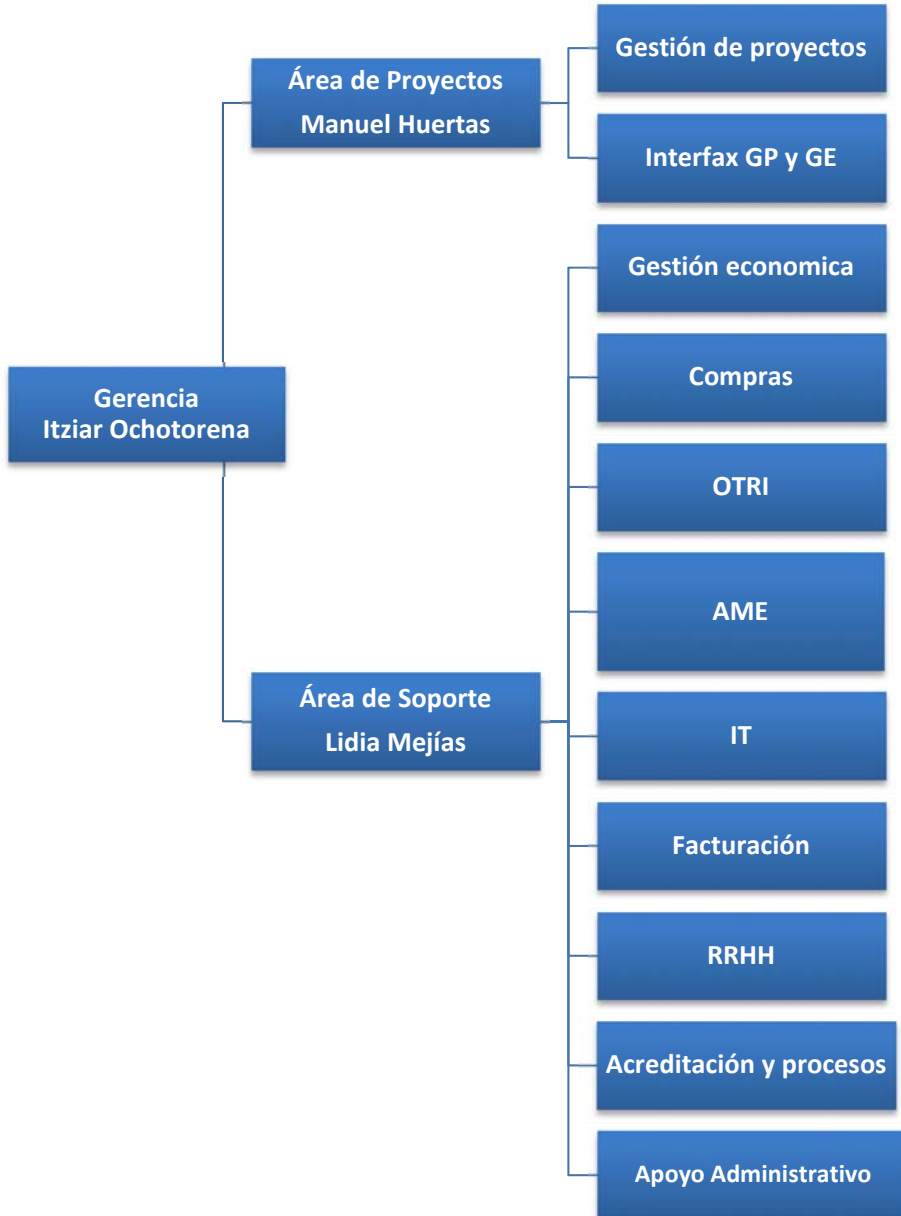 Gestión de proyectos
Área de Proyectos
Manuel Huertas
Interfax GP y GE
Gestión economica
Compras
Gerencia
Itziar Ochotorena
OTRI
AME
Área de Soporte
Lidia Mejías
IT
Facturación
RRHH
Acreditación y procesos
Apoyo Administrativo